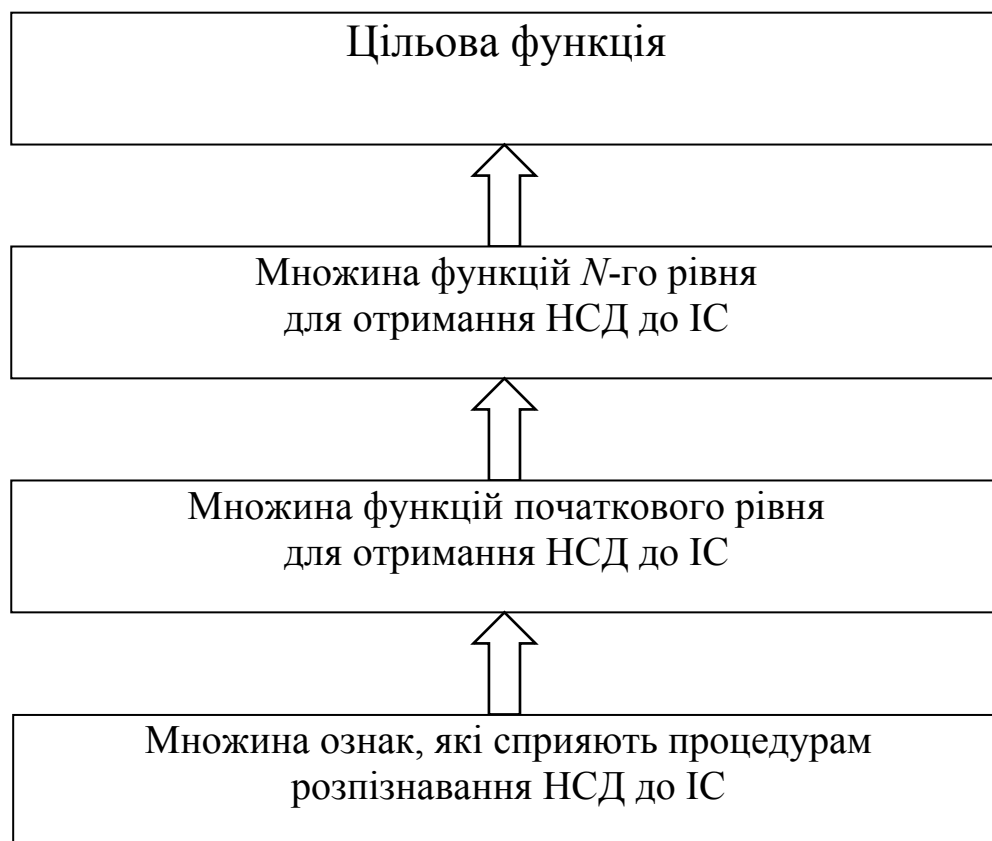 Цільова функція
Множина функцій N-го рівня
для отримання НСД до ІС
Множина функцій початкового рівня
для отримання НСД до ІС
Множина ознак, які сприяють процедурам
розпізнавання НСД до ІС